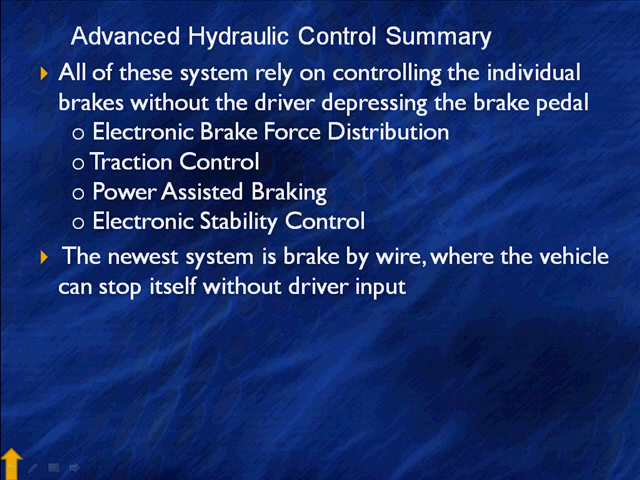 Advanced Hydraulic Control Summary
All of these system rely on controlling the individual
brakes without the driver depressing the brake pedal
o Electronic Brake Force Distribution
o Traction Control
o Power Assisted Braking
o Electronic Stability Control
The newest system is brake by wire, where the vehicle
can stop itself without driver input